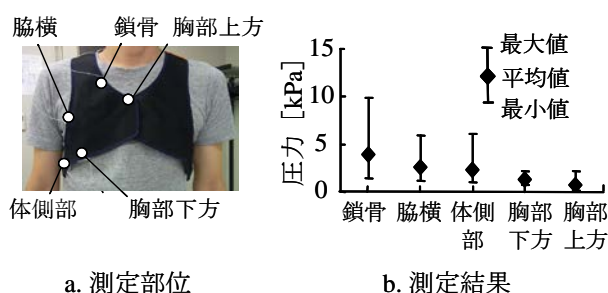 脇横 鎖骨 胸部上方
体側部 胸部下方
a. 測定部位
圧力 [kPa]
15
10
5
0
最大値
平均値
最小値
鎖骨 脇横 体側部 胸部下方 胸部上方
b. 測定結果